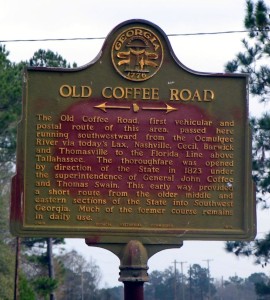 GEORGIA
1776
OLD COFFEE ROAD
The Old Coffee Road, first vehicular and
postal route of this area, passed here
running southwestward from the Ocmulgee
River via today's Lax, Nashville, Cecil, Barwick
and Thomasville to the Florida Line above
Tallahassee. The thoroughfare was opened
by direction of the State in 1823 under
the superintendence of General John Coffee
and Thomas Swain. This early way provided
a short route from the older middle and
eastern sections of the State into Southwest
Georgia. Much of the former course remains
in daily use.